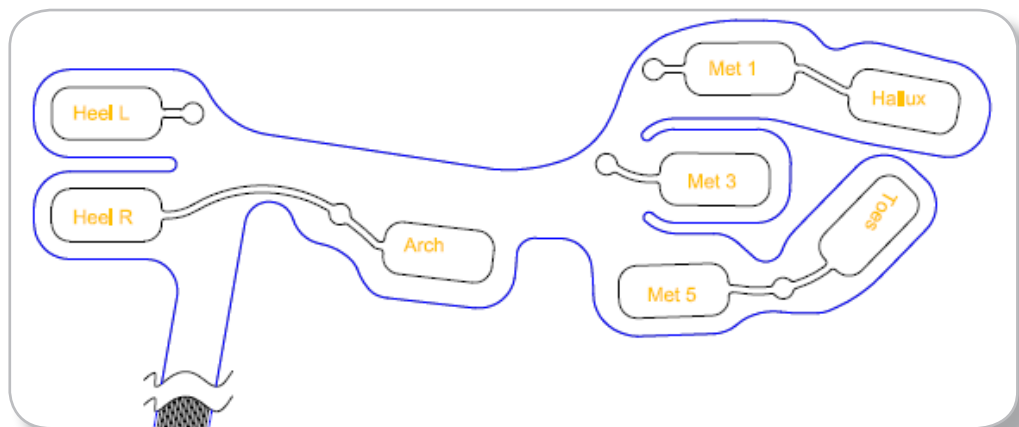 Met 1
Hallux
Heel L
Met 3
Heel R
Toes
Arch
Met 5